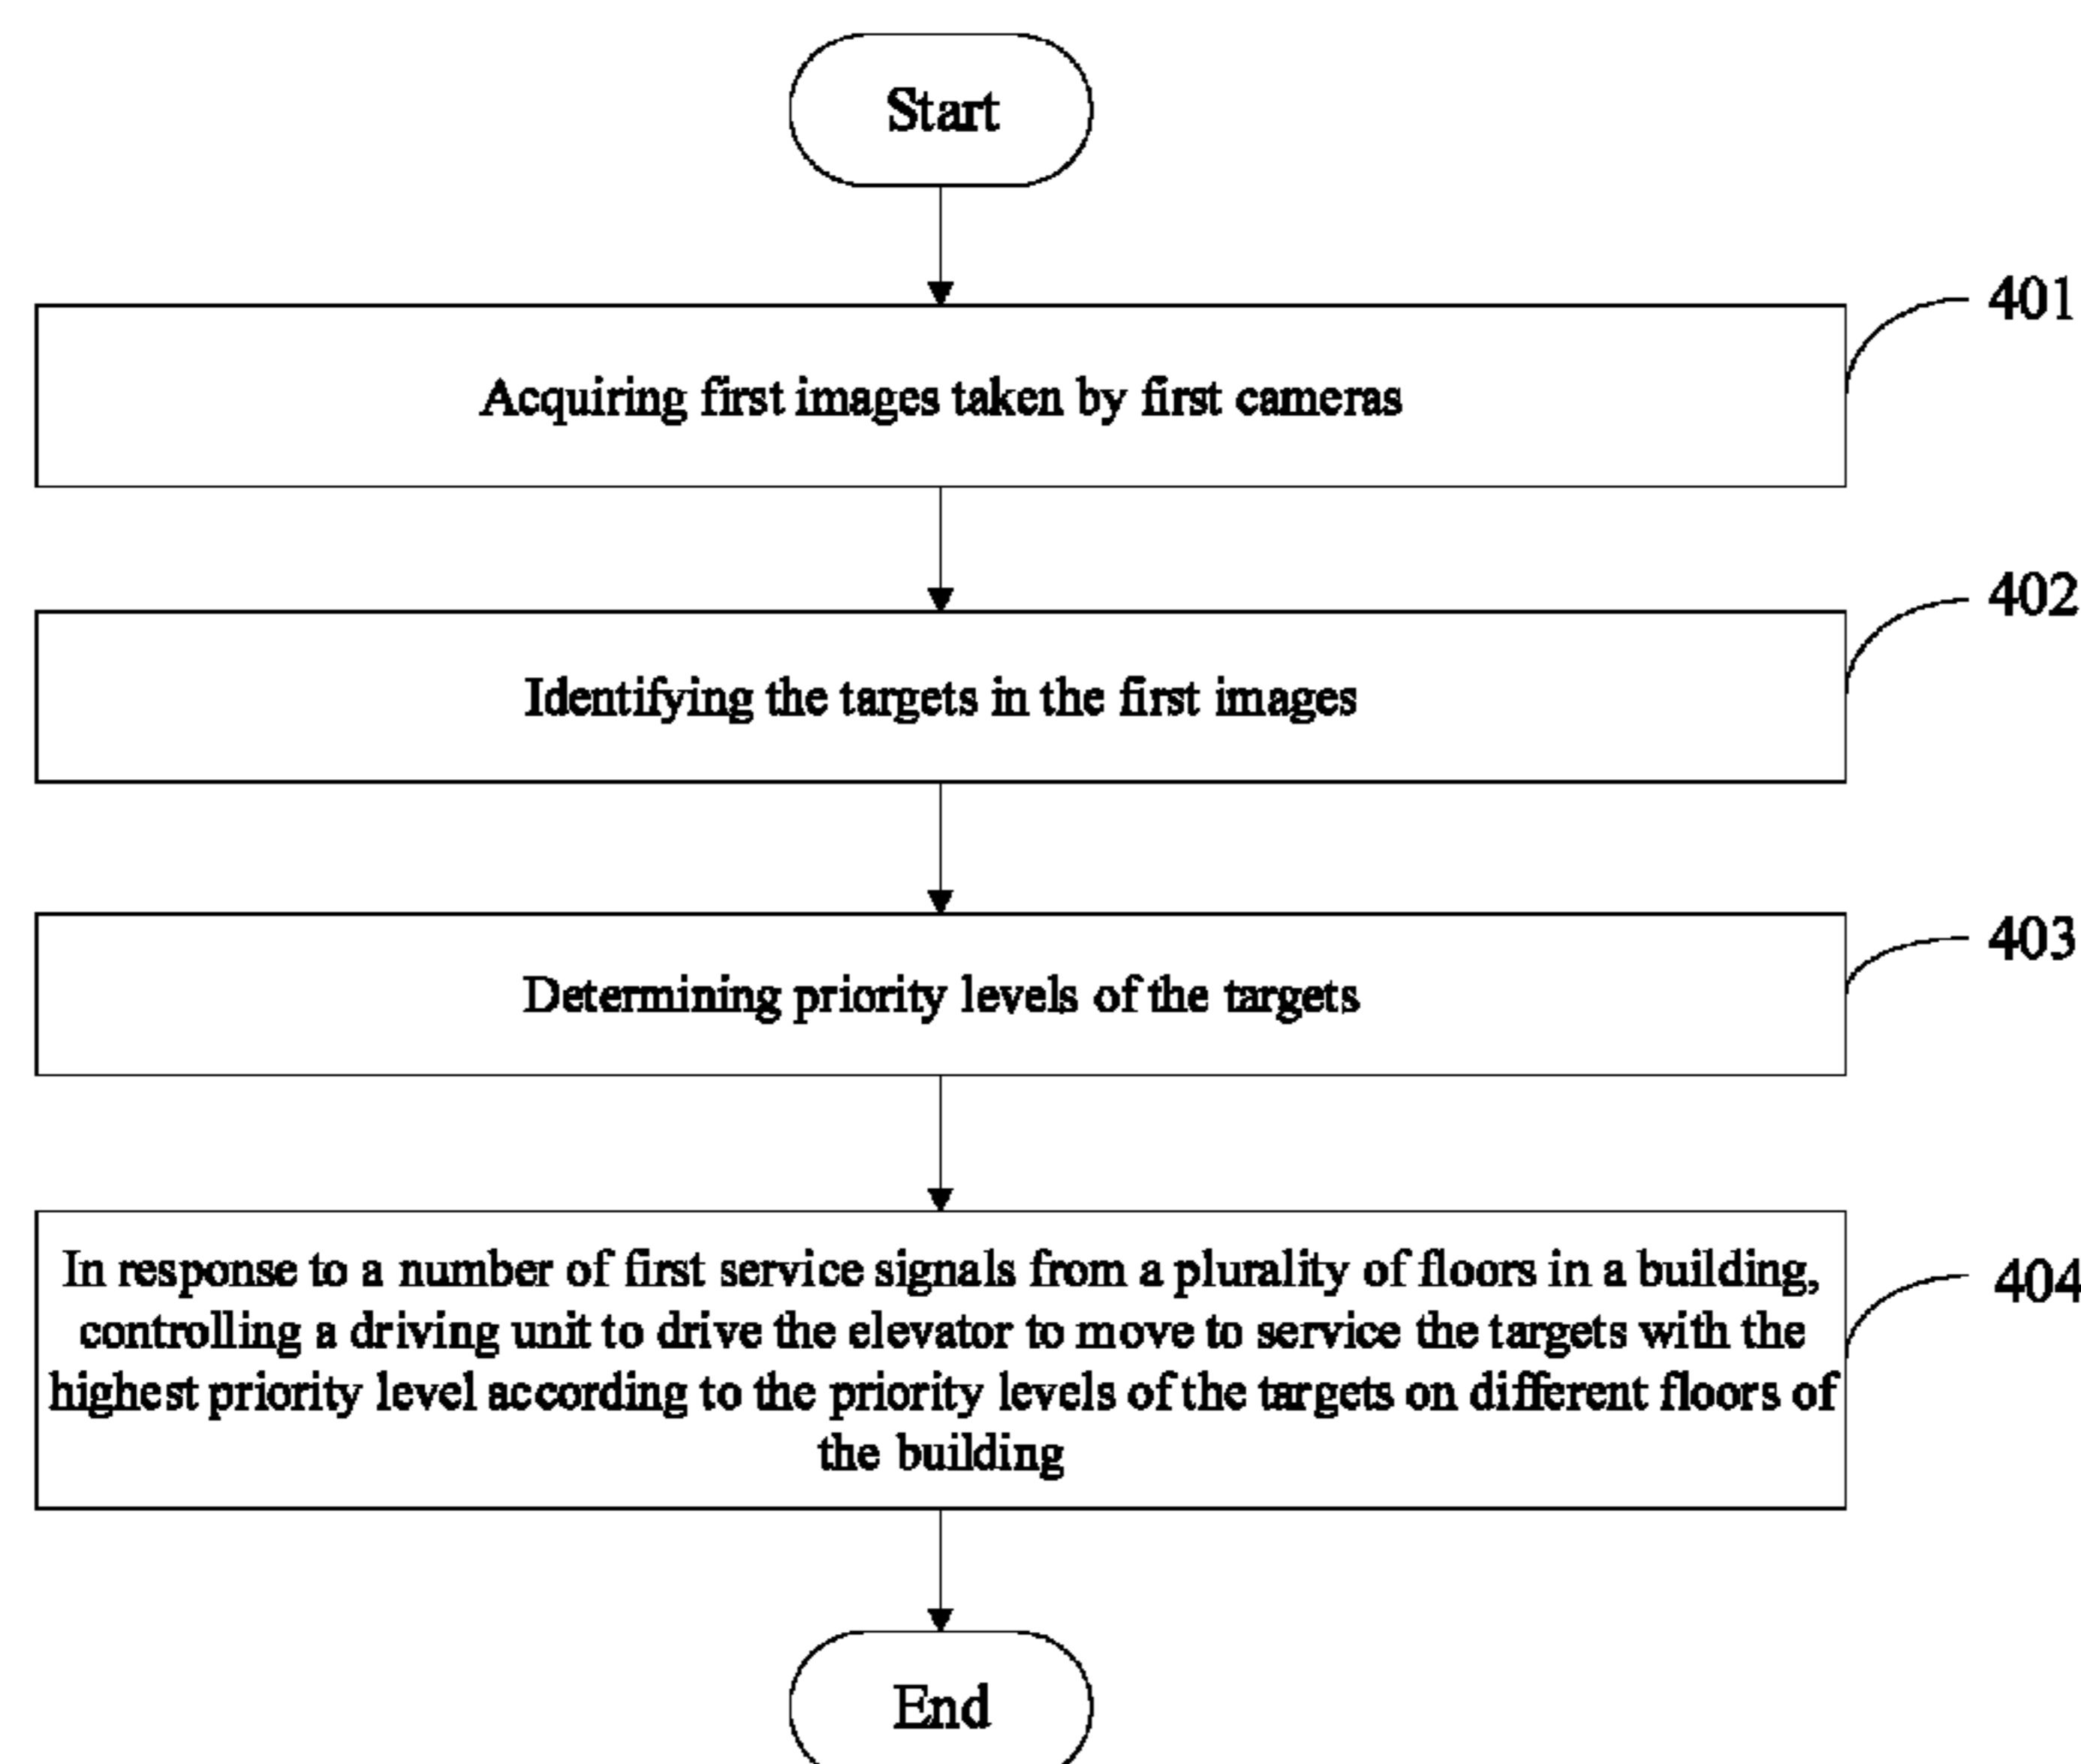 Start
401
Acquiring first images taken by first cameras
402
Identifying the targets in the first images
403
Determining priority levels of the targets
404
In response to a number of first service signals from a plurality of floors in a building,
controlling a driving unit to drive the elevator to move to service the targets with the
highest priority level according to the priority levels of the targets on different floors of
the building
End